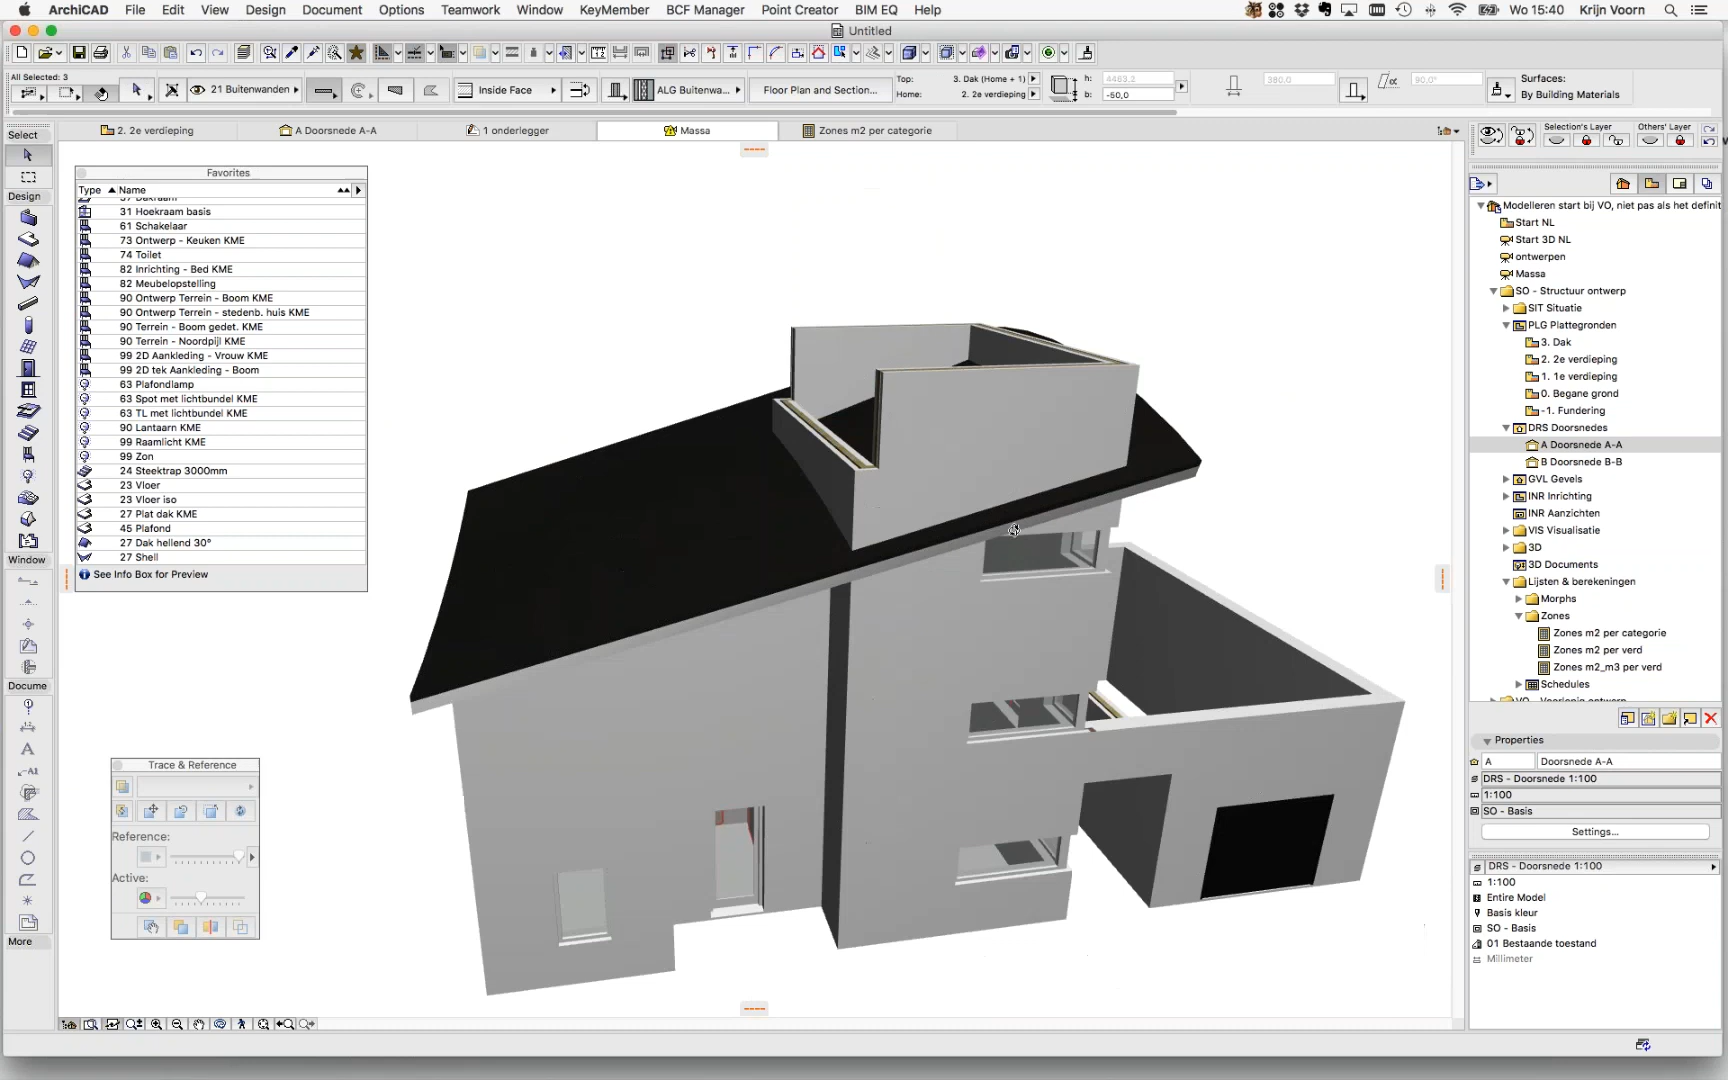 ArchiCAD File Edit View Design Document Options Teamwork Window KeyMember BCF Manager Point Creator BIM EQ Help Wo 15:40 Krijn Voorn
Untitled
All Selected: 3
21 Buitenwanden
Inside Face
ALG Buitenwa...
Floor Plan and Section...
Top: 3. Dak (Home + 1)
Home: 2. 2e verdieping
h: 4463,2
b: -50,0
380,0
α 90,0°
Surfaces:
By Building Materials
2. 2e verdieping
A Doorsnede A-A
1 onderlegger
Massa
Zones m2 per categorie
Selection's Layer
Others' Layer
Select
Design
Window
Docume
More
Favorites
Type Name
37 Dakraam
31 Hoekraam basis
61 Schakelaar
73 Ontwerp - Keuken KME
74 Toilet
82 Inrichting - Bed KME
82 Meubelopstelling
90 Ontwerp Terrein - Boom KME
90 Ontwerp Terrein - stedenb. huis KME
90 Terrein - Boom gedet. KME
90 Terrein - Noordpijl KME
99 2D Aankleding - Vrouw KME
99 2D tek Aankleding - Boom
63 Plafondlamp
63 Spot met lichtbundel KME
63 TL met lichtbundel KME
90 Lantaarn KME
99 Raamlicht KME
99 Zon
24 Steektrap 3000mm
23 Vloer
23 Vloer iso
27 Plat dak KME
45 Plafond
27 Dak hellend 30°
27 Shell
See Info Box for Preview
Trace & Reference
Reference:
Active:
Modelleren start bij VO, niet pas als het definit
Start NL
Start 3D NL
ontwerpen
Massa
SO - Structuur ontwerp
SIT Situatie
PLG Plattegronden
3. Dak
2. 2e verdieping
1. 1e verdieping
0. Begane grond
-1. Fundering
DRS Doorsnedes
A Doorsnede A-A
B Doorsnede B-B
GVL Gevels
INR Inrichting
INR Aanzichten
VIS Visualisatie
3D
3D Documents
Lijsten & berekeningen
Morphs
Zones
Zones m2 per categorie
Zones m2 per verd
Zones m2_m3 per verd
Schedules
VO - Voorlopig ontwerp
Properties
A Doorsnede A-A
DRS - Doorsnede 1:100
1:100
SO - Basis
Settings...
DRS - Doorsnede 1:100
1:100
Entire Model
Basis kleur
SO - Basis
01 Bestaande toestand
Millimeter